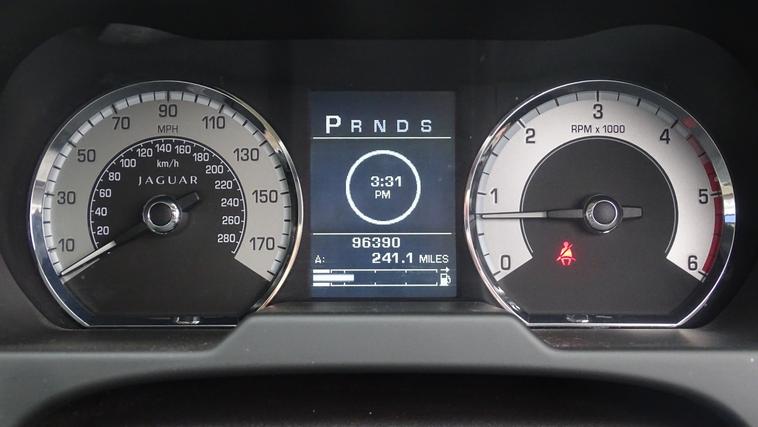 10 30 50 70 90 110 130 150 170
MPH
20 40 60 80 100 120 140 160 180 200 220 240 260 280
km/h
JAGUAR
P R N D S
3:31
PM
96390
A: 241.1 MILES
0 1 2 3 4 5 6
RPM x 1000